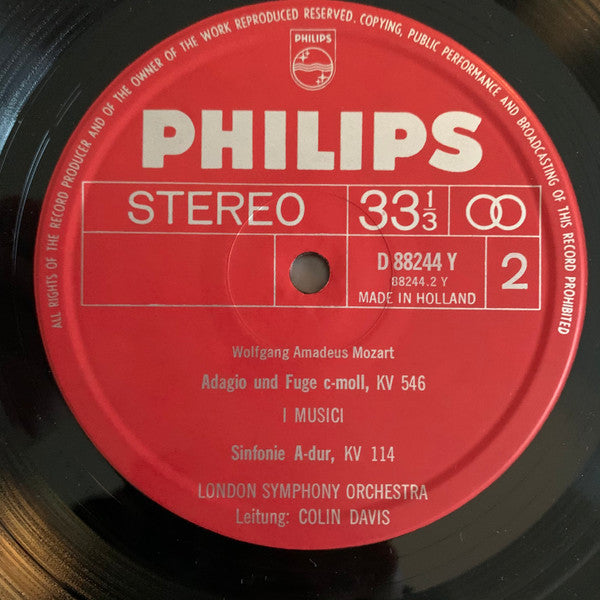 ALL RIGHTS OF THE RECORD PRODUCER AND OF THE OWNER OF THE WORK REPRODUCED RESERVED. COPYING, PUBLIC PERFORMANCE AND BROADCASTING OF THIS RECORD PROHIBITED
PHILIPS
PHILIPS
STEREO 33 1/3
D 88244 Y
88244.2 Y
MADE IN HOLLAND
2
Wolfgang Amadeus Mozart
Adagio und Fuge c-moll, KV 546
I MUSICI
Sinfonie A-dur, KV 114
LONDON SYMPHONY ORCHESTRA
Leitung: COLIN DAVIS